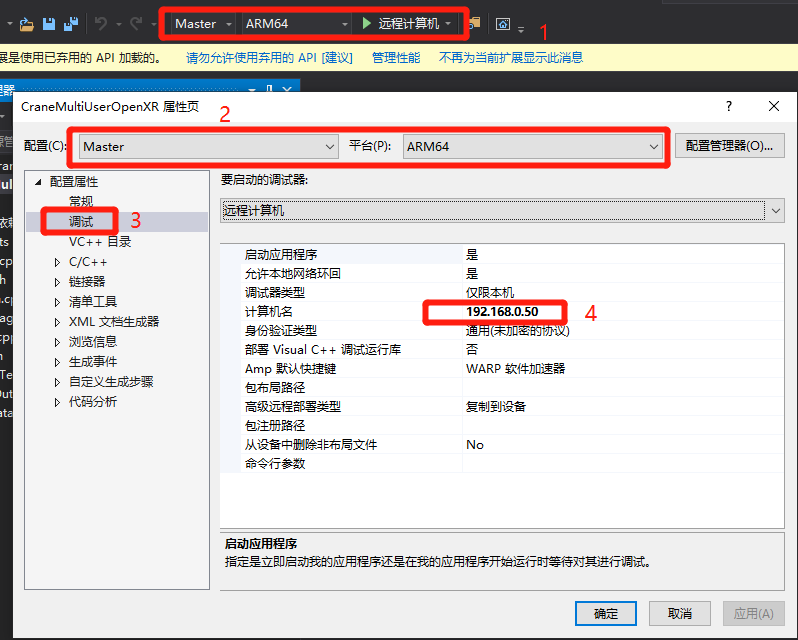 Master ARM64 远程计算机
1
展是使用已弃用的 API 加载的。 请勿允许使用弃用的 API [建议] 管理性能 不再为当前扩展显示此消息
CraneMultiUserOpenXR 属性页 ?
2
配置(C): Master 平台(P): ARM64 配置管理器(O)...
配置属性
常规
调试
3
VC++ 目录
C/C++
链接器
清单工具
XML 文档生成器
浏览信息
生成事件
自定义生成步骤
代码分析
要启动的调试器:
远程计算机
启动应用程序 是
允许本地网络环回 是
调试器类型 仅限本机
计算机名 192.168.0.50
4
身份验证类型 通用(未加密的协议)
部署 Visual C++ 调试运行库 否
Amp 默认快捷键 WARP 软件加速器
包布局路径
高级远程部署类型 复制到设备
包注册路径
从设备中删除非布局文件 No
命令行参数
启动应用程序
指定是立即启动我的应用程序还是在我的应用程序开始运行时等待对其进行调试。
确定 取消 应用(A)